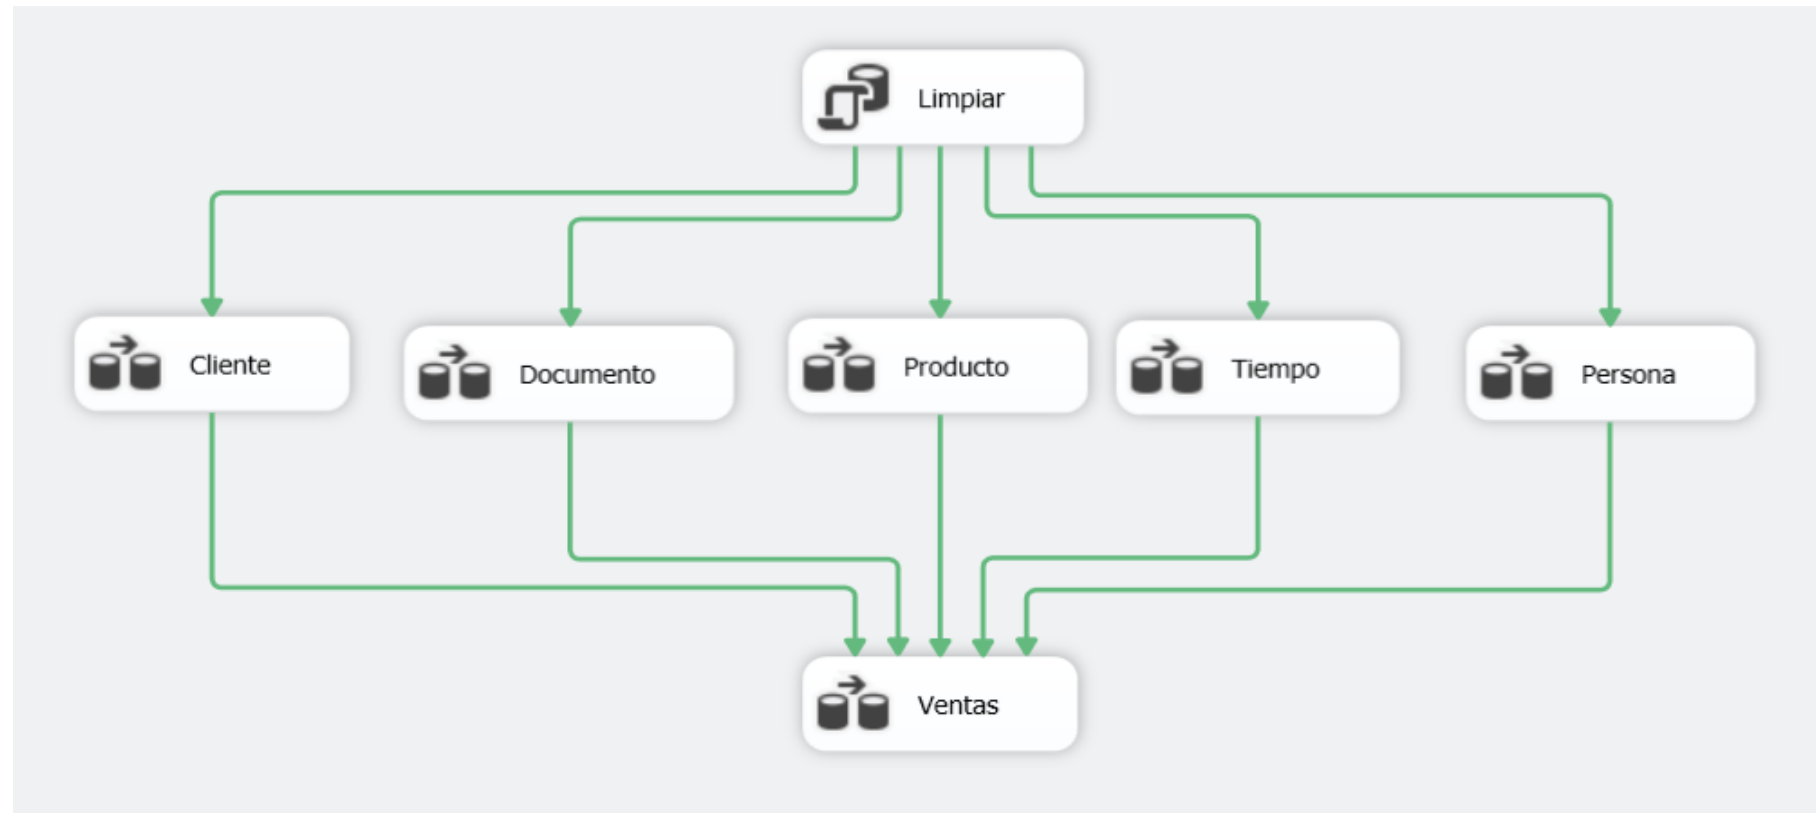 Limpiar
Cliente
Documento
Producto
Tiempo
Persona
Ventas